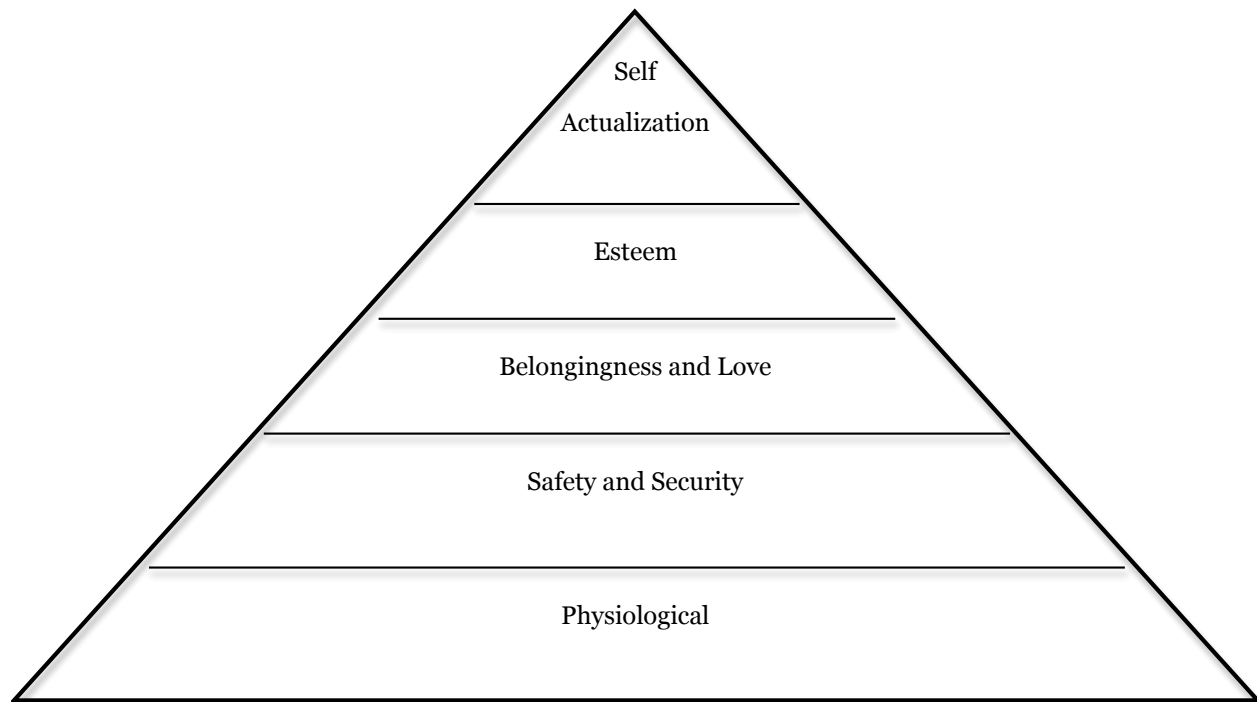 Self
Actualization
Esteem
Belongingness and Love
Safety and Security
Physiological